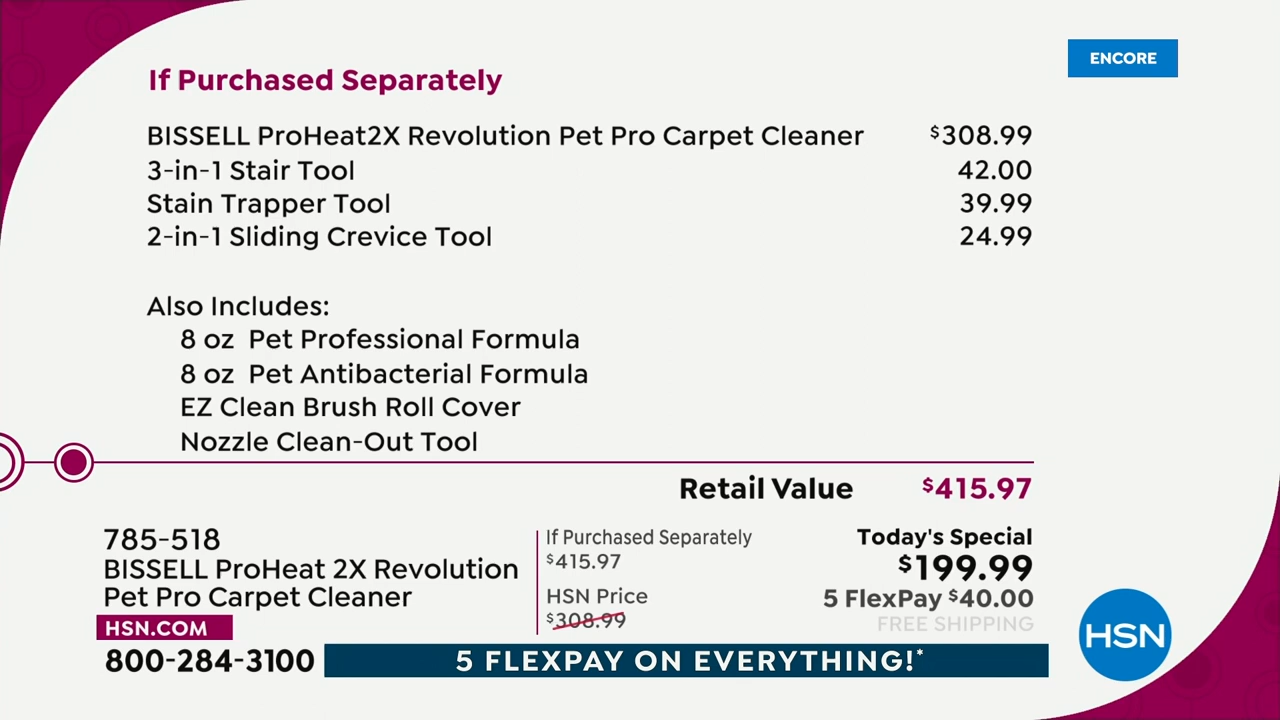 ENCORE
If Purchased Separately
BISSELL ProHeat2X Revolution Pet Pro Carpet Cleaner $308.99
3-in-1 Stair Tool 42.00
Stain Trapper Tool 39.99
2-in-1 Sliding Crevice Tool 24.99
Also Includes:
8 oz Pet Professional Formula
8 oz Pet Antibacterial Formula
EZ Clean Brush Roll Cover
Nozzle Clean-Out Tool
Retail Value $415.97
785-518
BISSELL ProHeat 2X Revolution
Pet Pro Carpet Cleaner
HSN.COM
800-284-3100
If Purchased Separately
$415.97
HSN Price
$308.99
Today's Special
$199.99
5 FlexPay $40.00
FREE SHIPPING
5 FLEXPAY ON EVERYTHING!*
HSN